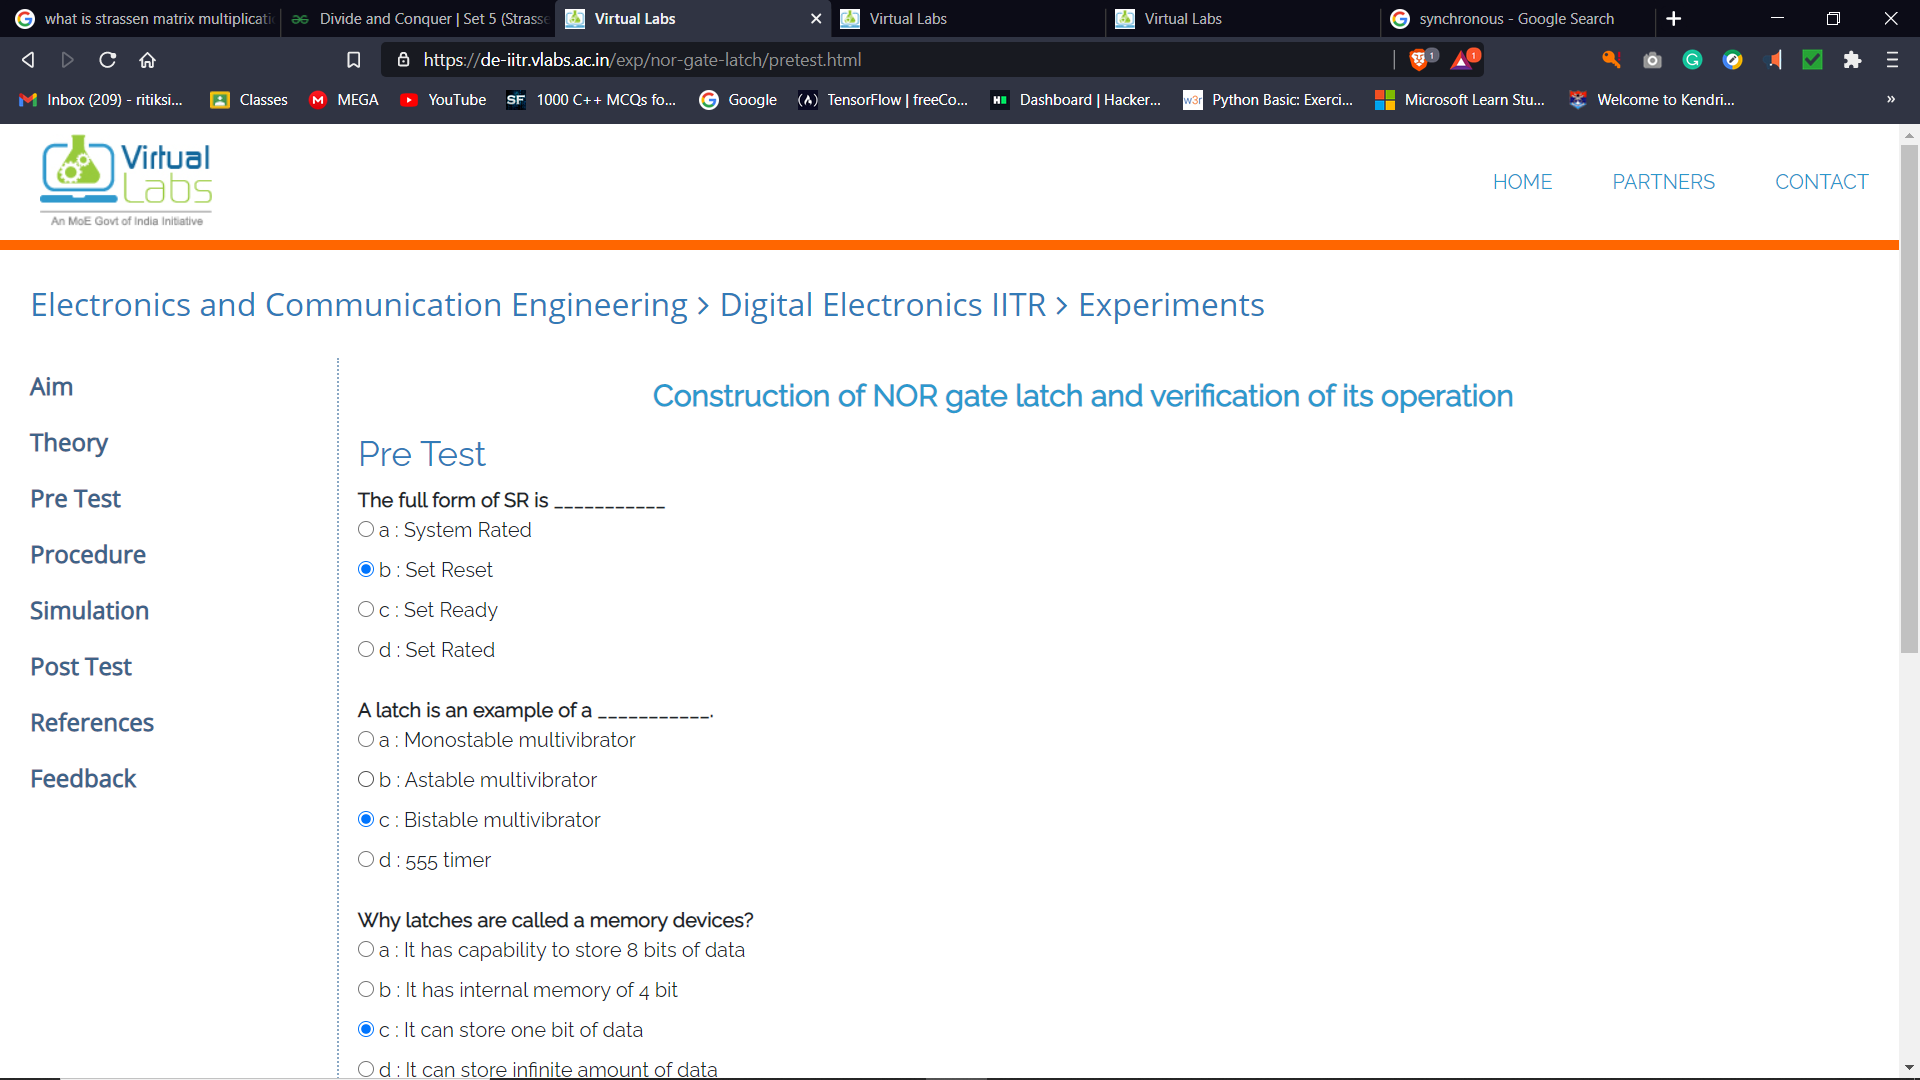 what is strassen matrix multiplicatio
Divide and Conquer | Set 5 (Strasse
Virtual Labs
Virtual Labs
Virtual Labs
synchronous - Google Search
https://de-iitr.vlabs.ac.in/exp/nor-gate-latch/pretest.html
1
1
Inbox (209) - ritiksi...
Classes
MEGA
YouTube
SF 1000 C++ MCQs fo...
Google
TensorFlow | freeCo...
Dashboard | Hacker...
w3r Python Basic: Exerci...
Microsoft Learn Stu...
Welcome to Kendri...
»
Virtual
Labs
An MoE Govt of India Initiative
HOME
PARTNERS
CONTACT
Electronics and Communication Engineering > Digital Electronics IITR > Experiments
Aim
Theory
Pre Test
Procedure
Simulation
Post Test
References
Feedback
Construction of NOR gate latch and verification of its operation
Pre Test
The full form of SR is ___________
a : System Rated
b : Set Reset
c : Set Ready
d : Set Rated
A latch is an example of a ___________.
a : Monostable multivibrator
b : Astable multivibrator
c : Bistable multivibrator
d : 555 timer
Why latches are called a memory devices?
a : It has capability to store 8 bits of data
b : It has internal memory of 4 bit
c : It can store one bit of data
d : It can store infinite amount of data